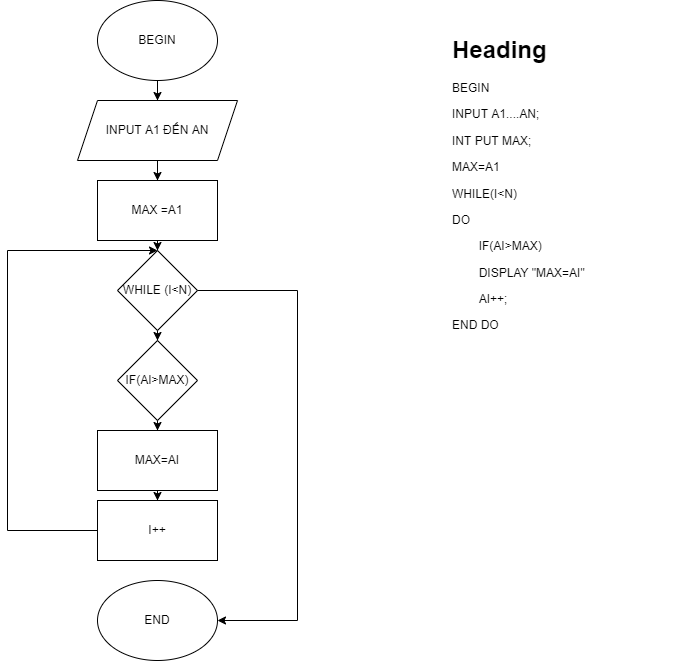 BEGIN
INPUT A1 ĐẾN AN
MAX =A1
WHILE (I<N)
IF(AI>MAX)
MAX=AI
I++
END
Heading
BEGIN
INPUT A1....AN;
INT PUT MAX;
MAX=A1
WHILE(I<N)
DO
IF(AI>MAX)
DISPLAY "MAX=AI"
AI++;
END DO